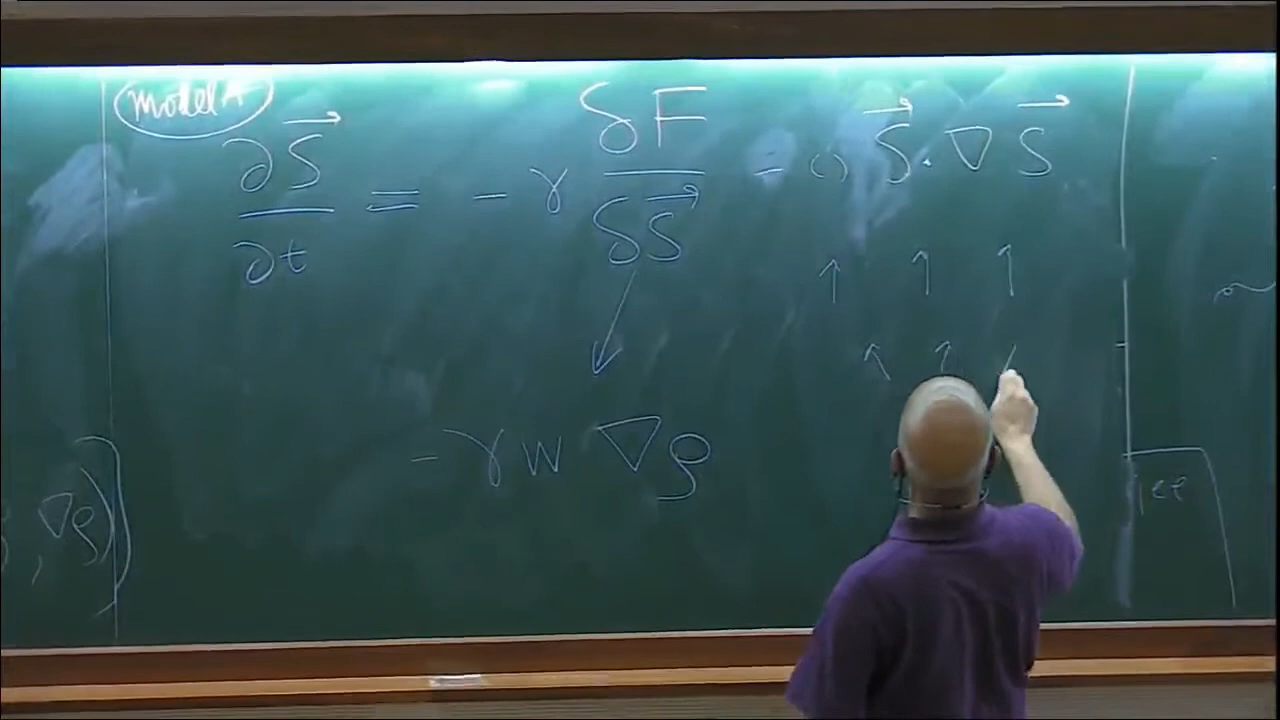 model A
∂S⃗/∂t = - γ δF/δS⃗ - () S⃗ · ∇ S⃗
- γ w ∇ρ
, ∇ρ))